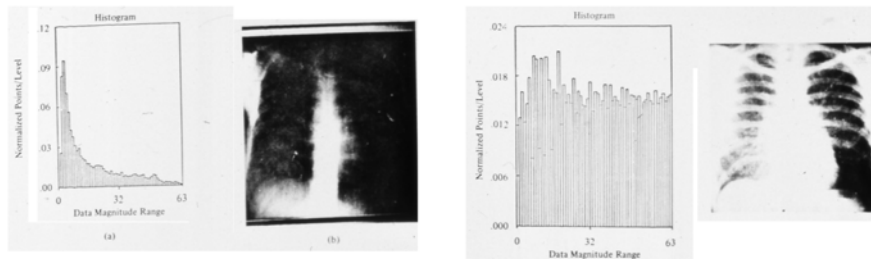 Histogram
.12
.09
.06
.03
.00
Normalized Points/Level
0 32 63
Data Magnitude Range
(a)
(b)
Histogram
.024
.018
.012
.006
.000
Normalized Points/Level
0 32 63
Data Magnitude Range